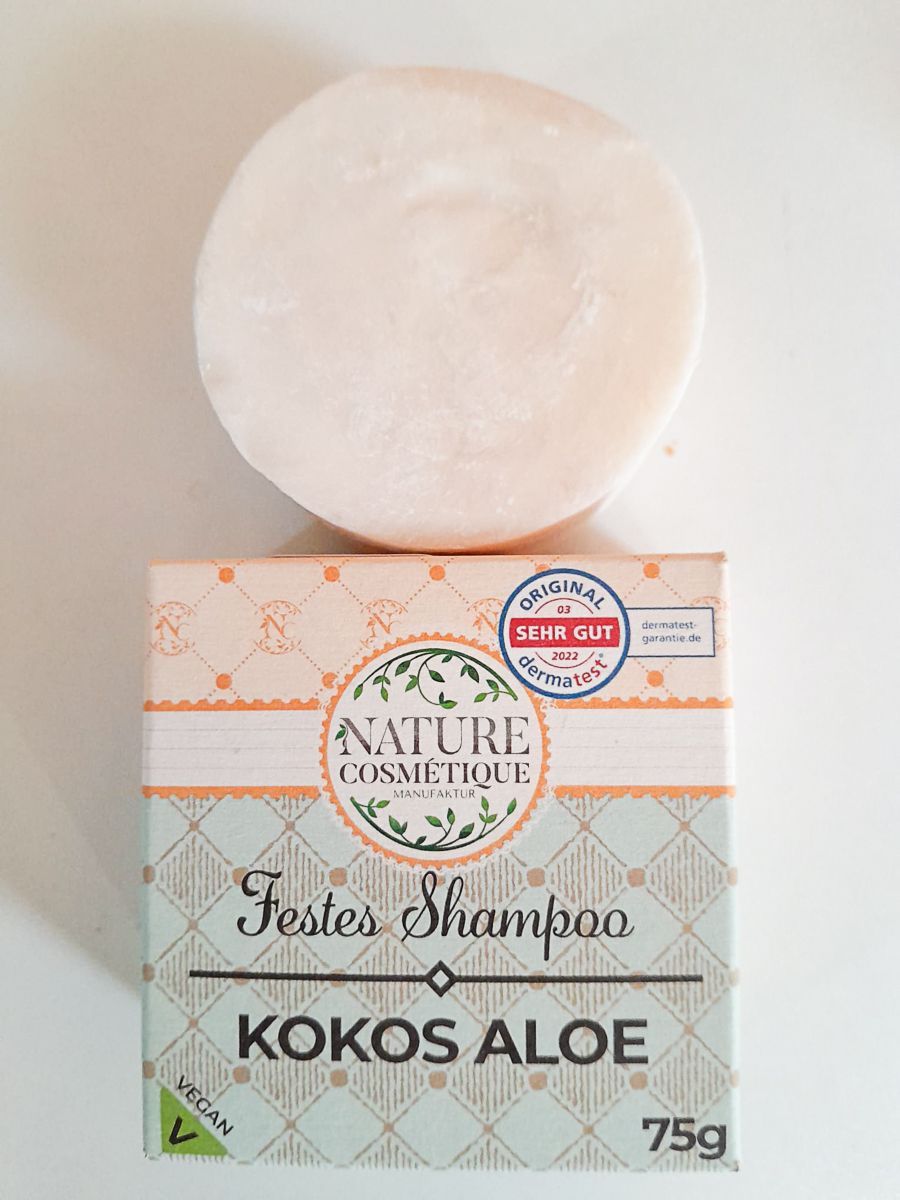 ORIGINAL
03
SEHR GUT
2022
dermatest®
dermatest-
garantie.de
NATURE
COSMÉTIQUE
MANUFAKTUR
Festes Shampoo
KOKOS ALOE
VEGAN
V
75g